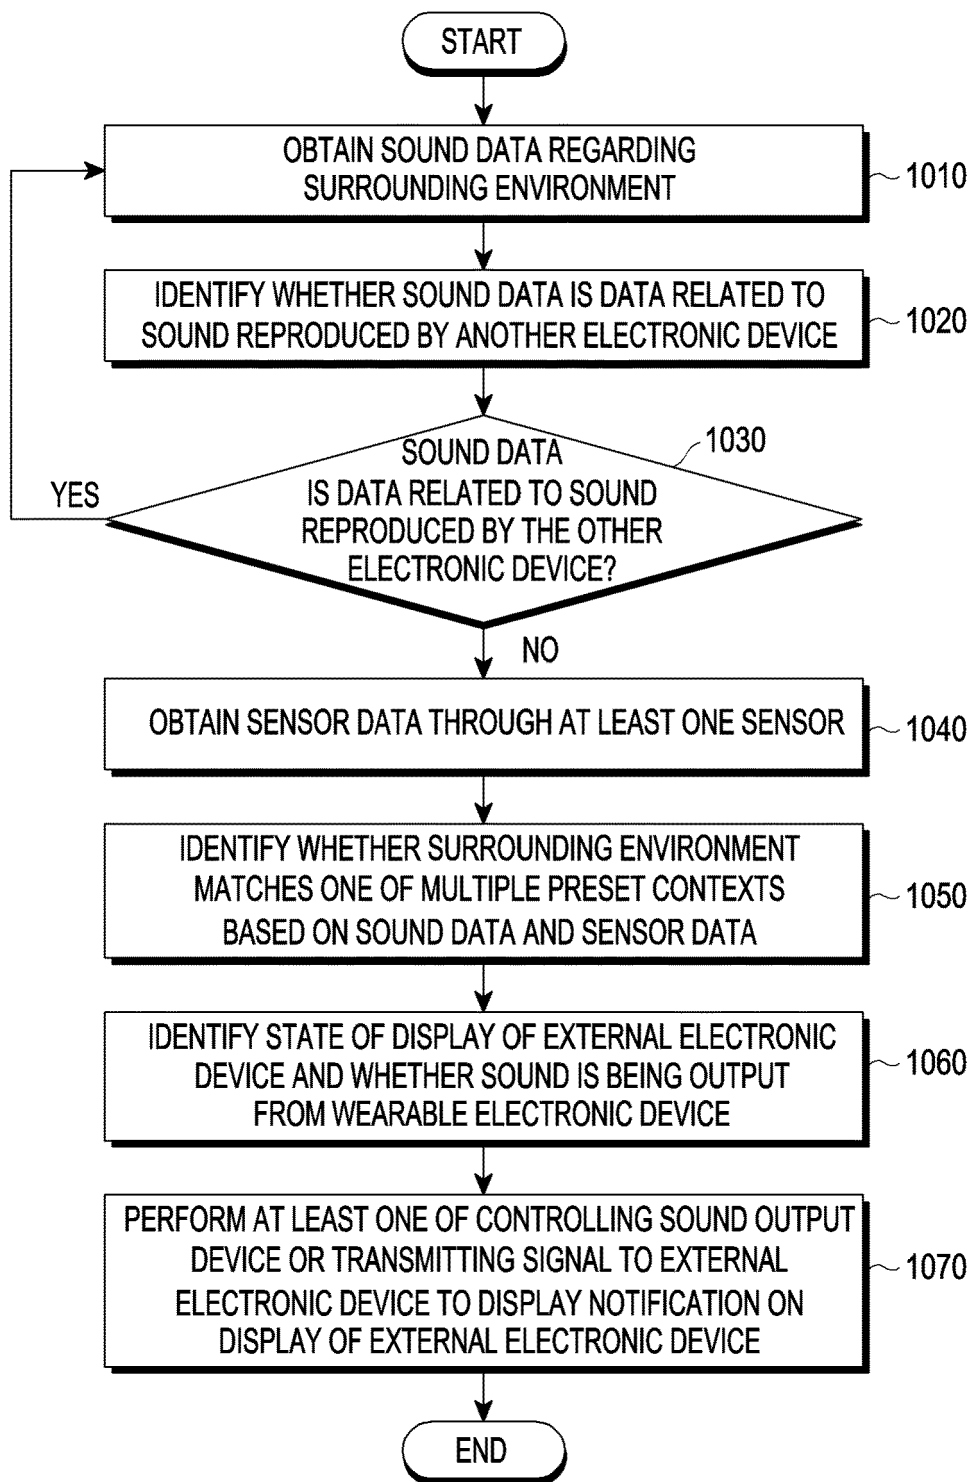 START
OBTAIN SOUND DATA REGARDING
SURROUNDING ENVIRONMENT
1010
IDENTIFY WHETHER SOUND DATA IS DATA RELATED TO
SOUND REPRODUCED BY ANOTHER ELECTRONIC DEVICE
1020
1030
SOUND DATA
IS DATA RELATED TO SOUND
REPRODUCED BY THE OTHER
ELECTRONIC DEVICE?
YES
NO
OBTAIN SENSOR DATA THROUGH AT LEAST ONE SENSOR
1040
IDENTIFY WHETHER SURROUNDING ENVIRONMENT
MATCHES ONE OF MULTIPLE PRESET CONTEXTS
BASED ON SOUND DATA AND SENSOR DATA
1050
IDENTIFY STATE OF DISPLAY OF EXTERNAL ELECTRONIC
DEVICE AND WHETHER SOUND IS BEING OUTPUT
FROM WEARABLE ELECTRONIC DEVICE
1060
PERFORM AT LEAST ONE OF CONTROLLING SOUND OUTPUT
DEVICE OR TRANSMITTING SIGNAL TO EXTERNAL
ELECTRONIC DEVICE TO DISPLAY NOTIFICATION ON
DISPLAY OF EXTERNAL ELECTRONIC DEVICE
1070
END